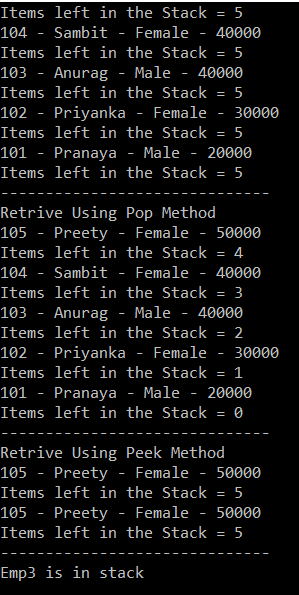 Items left in the Stack = 5
104 - Sambit - Female - 40000
Items left in the Stack = 5
103 - Anurag - Male - 40000
Items left in the Stack = 5
102 - Priyanka - Female - 30000
Items left in the Stack = 5
101 - Pranaya - Male - 20000
Items left in the Stack = 5
------------------------------
Retrive Using Pop Method
105 - Preety - Female - 50000
Items left in the Stack = 4
104 - Sambit - Female - 40000
Items left in the Stack = 3
103 - Anurag - Male - 40000
Items left in the Stack = 2
102 - Priyanka - Female - 30000
Items left in the Stack = 1
101 - Pranaya - Male - 20000
Items left in the Stack = 0
------------------------------
Retrive Using Peek Method
105 - Preety - Female - 50000
Items left in the Stack = 5
105 - Preety - Female - 50000
Items left in the Stack = 5
------------------------------
Emp3 is in stack